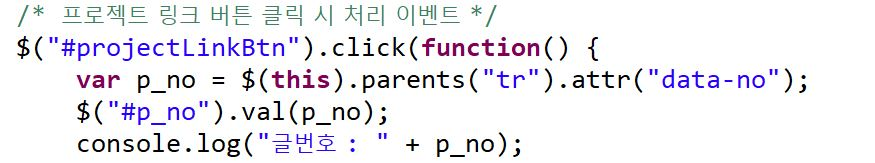 /* 프로젝트 링크 버튼 클릭 시 처리 이벤트 */
$("#projectLinkBtn").click(function() {
var p_no = $(this).parents("tr").attr("data-no");
$("#p_no").val(p_no);
console.log("글번호 : " + p_no);